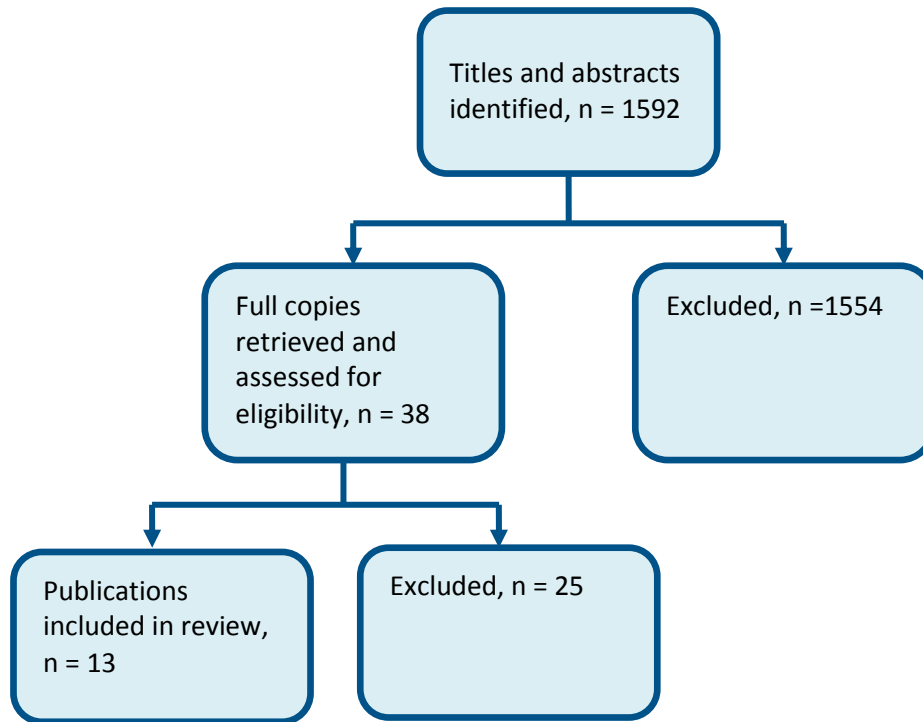 Titles and abstracts
identified, n = 1592
Full copies
retrieved and
assessed for
eligibility, n = 38
Excluded, n =1554
Publications
included in review,
n = 13
Excluded, n = 25